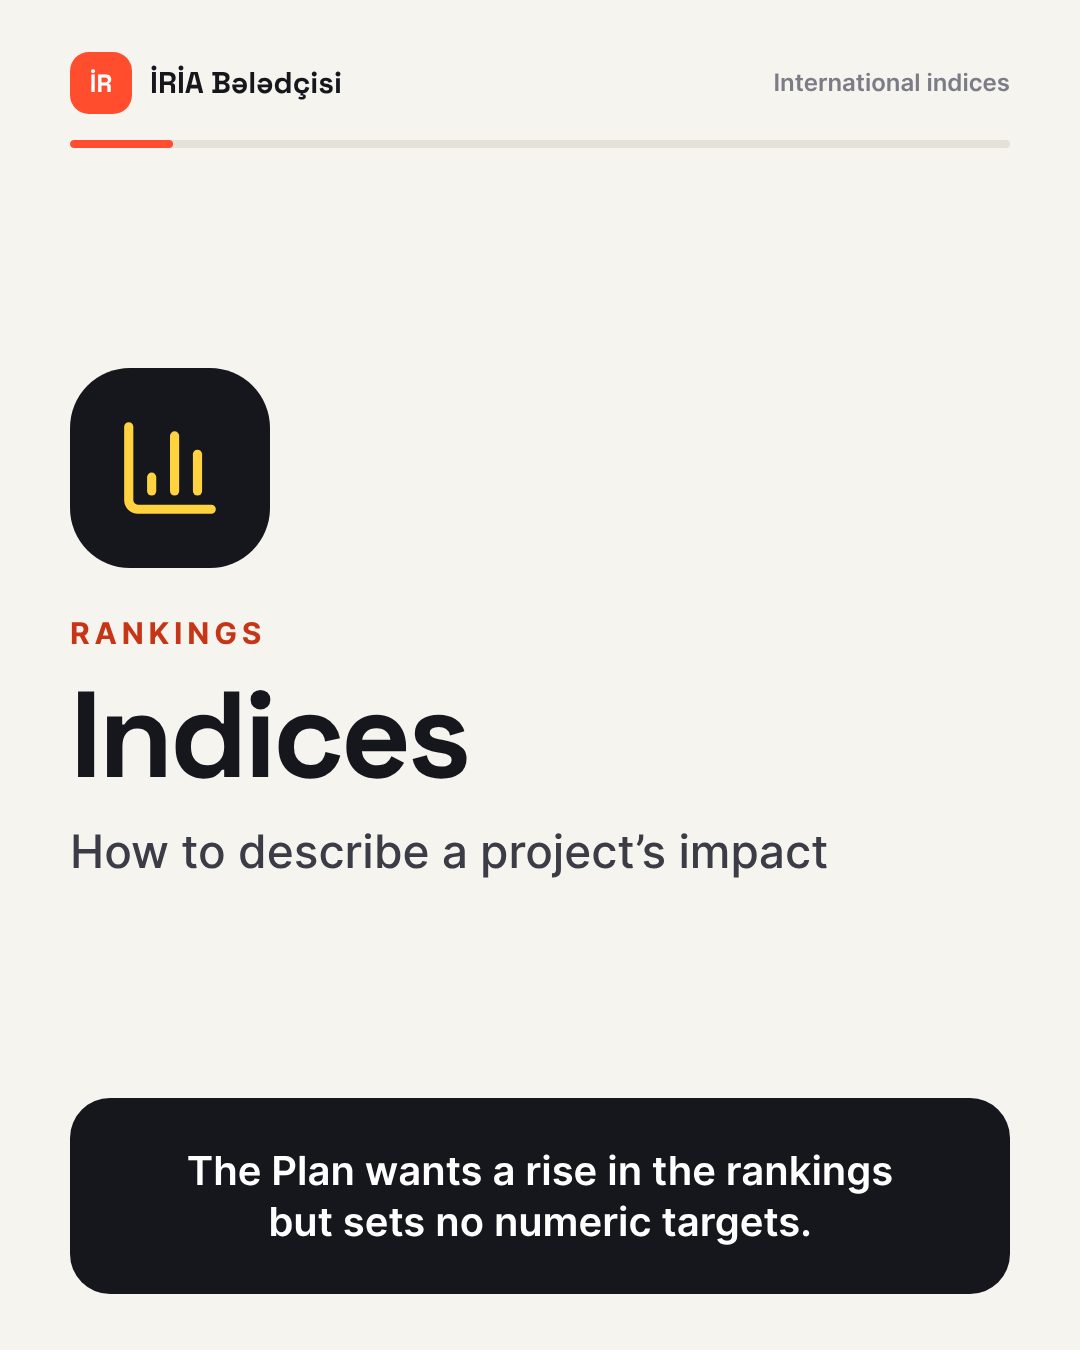 İR
İRİA Bələdçisi
International indices
RANKINGS
Indices
How to describe a project’s impact
The Plan wants a rise in the rankings
but sets no numeric targets.